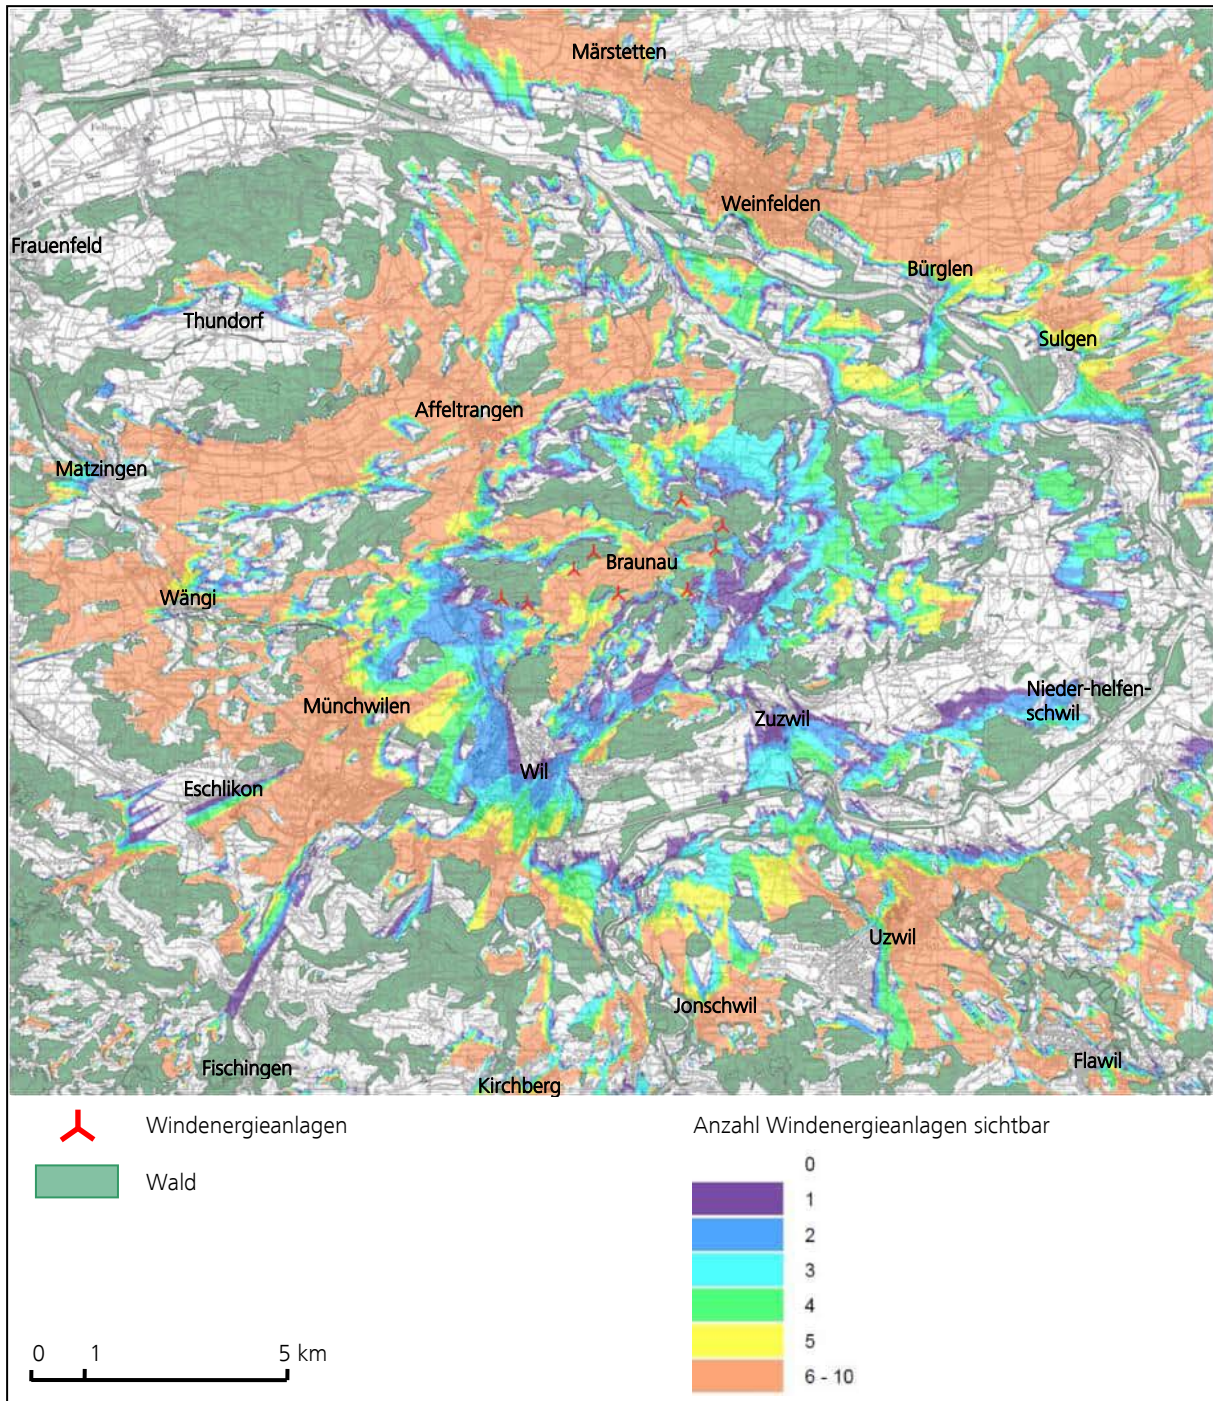 Märstetten
Weinfelden
Frauenfeld
Bürglen
Thundorf
Sulgen
Affeltrangen
Matzingen
Braunau
Wängi
Nieder-helfen-
schwil
Münchwilen
Zuzwil
Wil
Eschlikon
Uzwil
Jonschwil
Fischingen
Flawil
Kirchberg
Windenergieanlagen
Wald
Anzahl Windenergieanlagen sichtbar
0
1
2
3
4
5
6 - 10
0 1 5 km